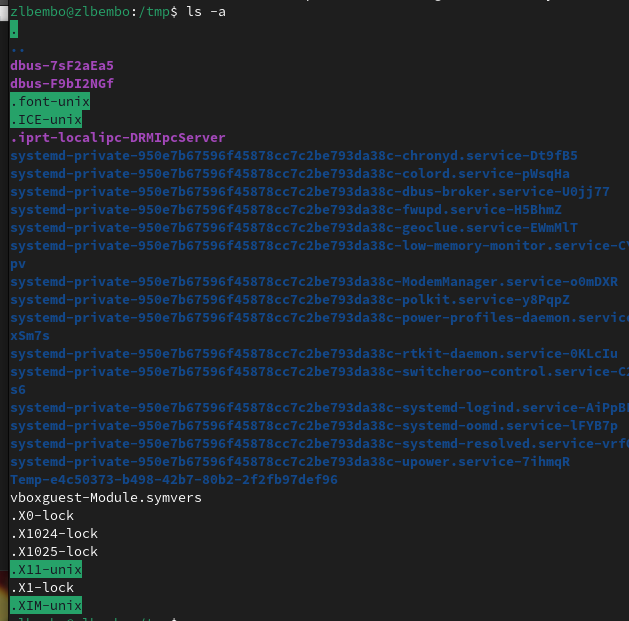 zlbembo@zlbembo:/tmp$ ls -a
.
..
dbus-7sF2aEa5
dbus-F9bI2NGf
.font-unix
.ICE-unix
.iprt-localipc-DRMIpcServer
systemd-private-950e7b67596f45878cc7c2be793da38c-chronyd.service-Dt9fB5
systemd-private-950e7b67596f45878cc7c2be793da38c-colord.service-pWsqHa
systemd-private-950e7b67596f45878cc7c2be793da38c-dbus-broker.service-U0jj77
systemd-private-950e7b67596f45878cc7c2be793da38c-fwupd.service-H5BhmZ
systemd-private-950e7b67596f45878cc7c2be793da38c-geoclue.service-EWmMlT
systemd-private-950e7b67596f45878cc7c2be793da38c-low-memory-monitor.service-C
pv
systemd-private-950e7b67596f45878cc7c2be793da38c-ModemManager.service-o0mDXR
systemd-private-950e7b67596f45878cc7c2be793da38c-polkit.service-y8PqpZ
systemd-private-950e7b67596f45878cc7c2be793da38c-power-profiles-daemon.service
xSm7s
systemd-private-950e7b67596f45878cc7c2be793da38c-rtkit-daemon.service-0KLcIu
systemd-private-950e7b67596f45878cc7c2be793da38c-switcheroo-control.service-C
s6
systemd-private-950e7b67596f45878cc7c2be793da38c-systemd-logind.service-AiPpB
systemd-private-950e7b67596f45878cc7c2be793da38c-systemd-oomd.service-lFYB7p
systemd-private-950e7b67596f45878cc7c2be793da38c-systemd-resolved.service-vrf
systemd-private-950e7b67596f45878cc7c2be793da38c-upower.service-7ihmqR
Temp-e4c50373-b498-42b7-80b2-2f2fb97def96
vboxguest-Module.symvers
.X0-lock
.X1024-lock
.X1025-lock
.X11-unix
.X1-lock
.XIM-unix